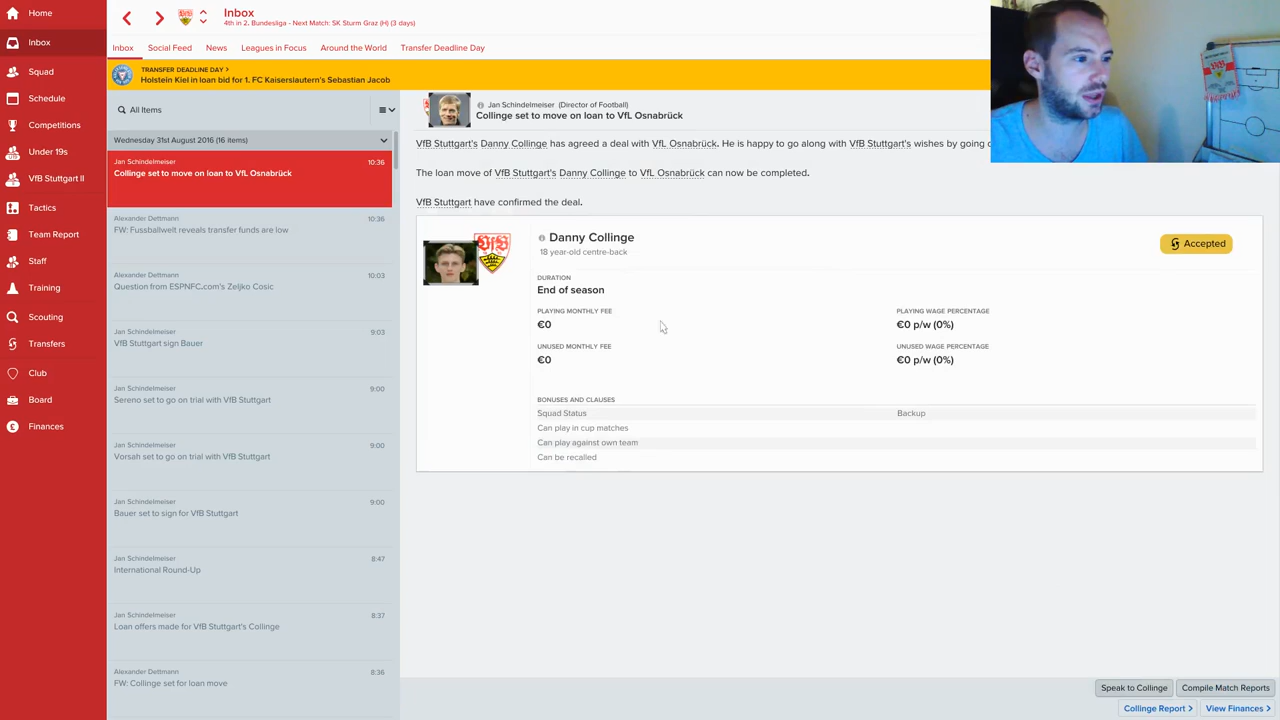 Home
Inbox
Squad
Schedule
Competitions
Under 19s
VfB Stuttgart II
Tactics
Team Report
Staff
Training
Scouting
Transfers
Club
Board
Finances
Inbox
4th in 2. Bundesliga - Next Match: SK Sturm Graz (H) (3 days)
Inbox Social Feed News Leagues in Focus Around the World Transfer Deadline Day
TRANSFER DEADLINE DAY >
Holstein Kiel in loan bid for 1. FC Kaiserslautern's Sebastian Jacob
All Items
Wednesday 31st August 2016 (16 items)
Jan Schindelmeiser 10:36
Collinge set to move on loan to VfL Osnabrück
Alexander Dettmann 10:36
FW: Fussballwelt reveals transfer funds are low
Alexander Dettmann 10:03
Question from ESPNFC.com's Zeljko Cosic
Jan Schindelmeiser 9:03
VfB Stuttgart sign Bauer
Jan Schindelmeiser 9:00
Sereno set to go on trial with VfB Stuttgart
Jan Schindelmeiser 9:00
Vorsah set to go on trial with VfB Stuttgart
Jan Schindelmeiser 9:00
Bauer set to sign for VfB Stuttgart
Jan Schindelmeiser 8:47
International Round-Up
Jan Schindelmeiser 8:37
Loan offers made for VfB Stuttgart's Collinge
Alexander Dettmann 8:36
FW: Collinge set for loan move
Jan Schindelmeiser (Director of Football)
Collinge set to move on loan to VfL Osnabrück
VfB Stuttgart's Danny Collinge has agreed a deal with VfL Osnabrück. He is happy to go along with VfB Stuttgart's wishes by going
The loan move of VfB Stuttgart's Danny Collinge to VfL Osnabrück can now be completed.
VfB Stuttgart have confirmed the deal.
Danny Collinge
18 year-old centre-back
Accepted
DURATION
End of season
PLAYING MONTHLY FEE PLAYING WAGE PERCENTAGE
€0 €0 p/w (0%)
UNUSED MONTHLY FEE UNUSED WAGE PERCENTAGE
€0 €0 p/w (0%)
BONUSES AND CLAUSES
Squad Status Backup
Can play in cup matches
Can play against own team
Can be recalled
Speak to Collinge Compile Match Reports
Collinge Report > View Finances >